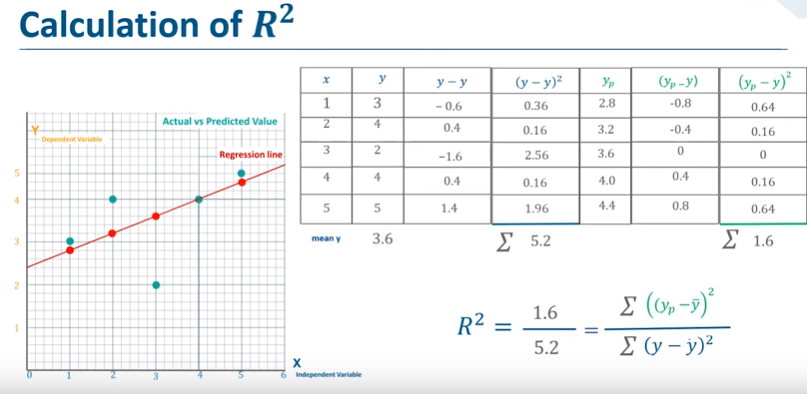 Calculation of R²
x y y – y (y – y)² yₚ (yₚ – y) (yₚ – y)²
1 3 - 0.6 0.36 2.8 -0.8 0.64
2 4 0.4 0.16 3.2 -0.4 0.16
3 2 –1.6 2.56 3.6 0 0
4 4 0.4 0.16 4.0 0.4 0.16
5 5 1.4 1.96 4.4 0.8 0.64
mean y 3.6 ∑ 5.2 ∑ 1.6
Actual vs Predicted Value
Y
Dependent Variable
Regression line
5
4
3
2
1
0 1 2 3 4 5 6
X
Independent Variable
R² = 1.6 / 5.2 = ∑ ((yₚ – ȳ)² / ∑ (y – ẏ)²